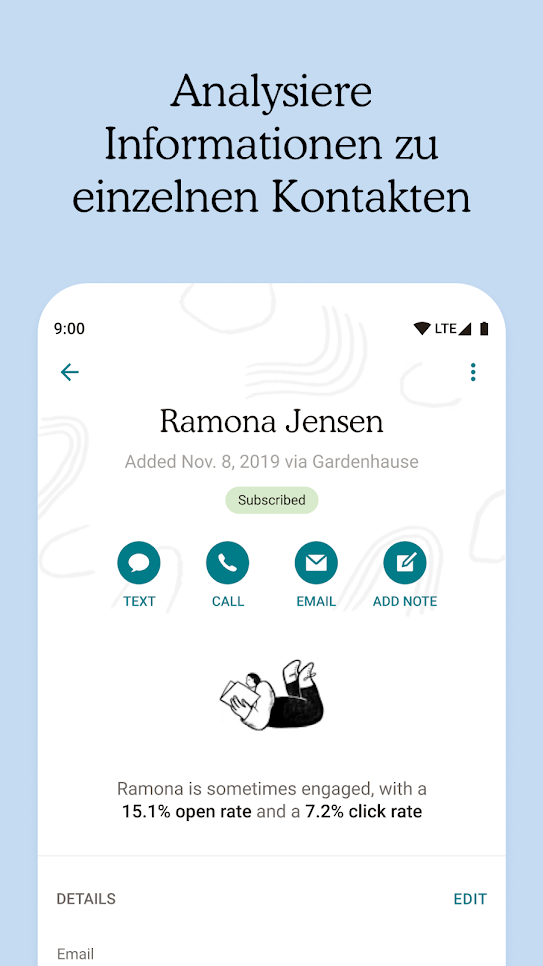 Analysiere
Informationen zu
einzelnen Kontakten
9:00
LTE
Ramona Jensen
Added Nov. 8, 2019 via Gardenhause
Subscribed
TEXT CALL EMAIL ADD NOTE
Ramona is sometimes engaged, with a
15.1% open rate and a 7.2% click rate
DETAILS EDIT
Email